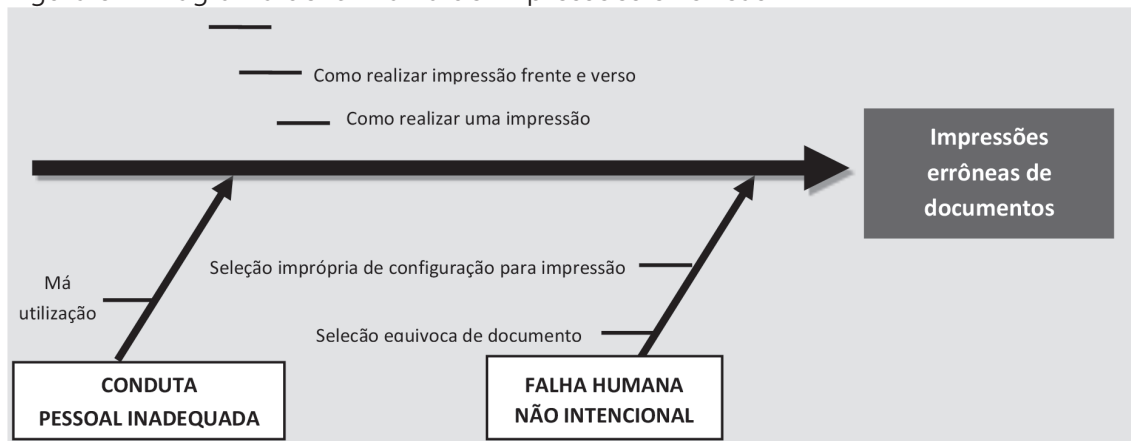 Como realizar impressão frente e verso
Como realizar uma impressão
Impressões
errôneas de
documentos
Seleção imprópria de configuração para impressão
Má
utilização
Seleção equivoca de documento
CONDUTA
PESSOAL INADEQUADA
FALHA HUMANA
NÃO INTENCIONAL